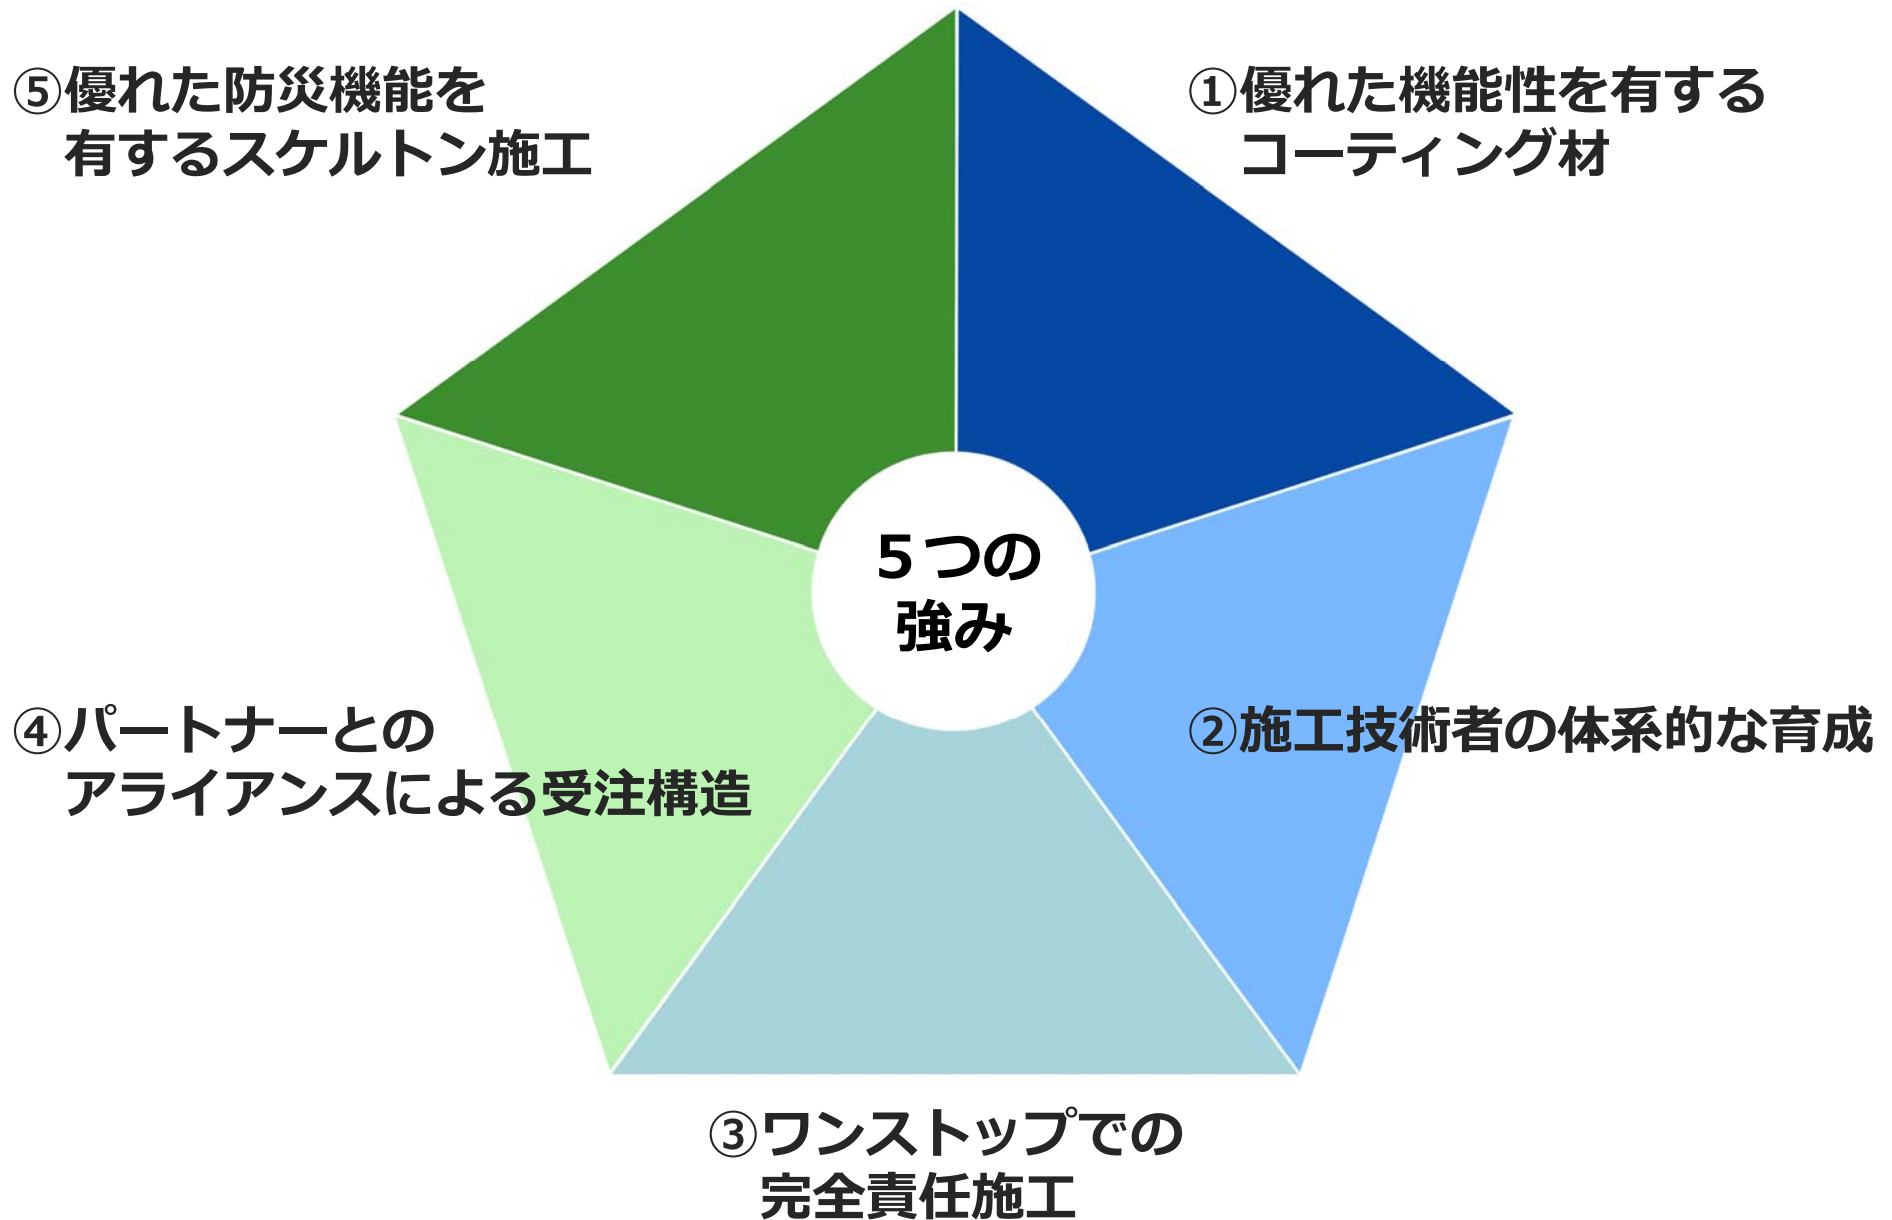 ５つの
強み
①優れた機能性を有する
コーティング材
②施工技術者の体系的な育成
③ワンストップでの
完全責任施工
④パートナーとの
アライアンスによる受注構造
⑤優れた防災機能を
有するスケルトン施工